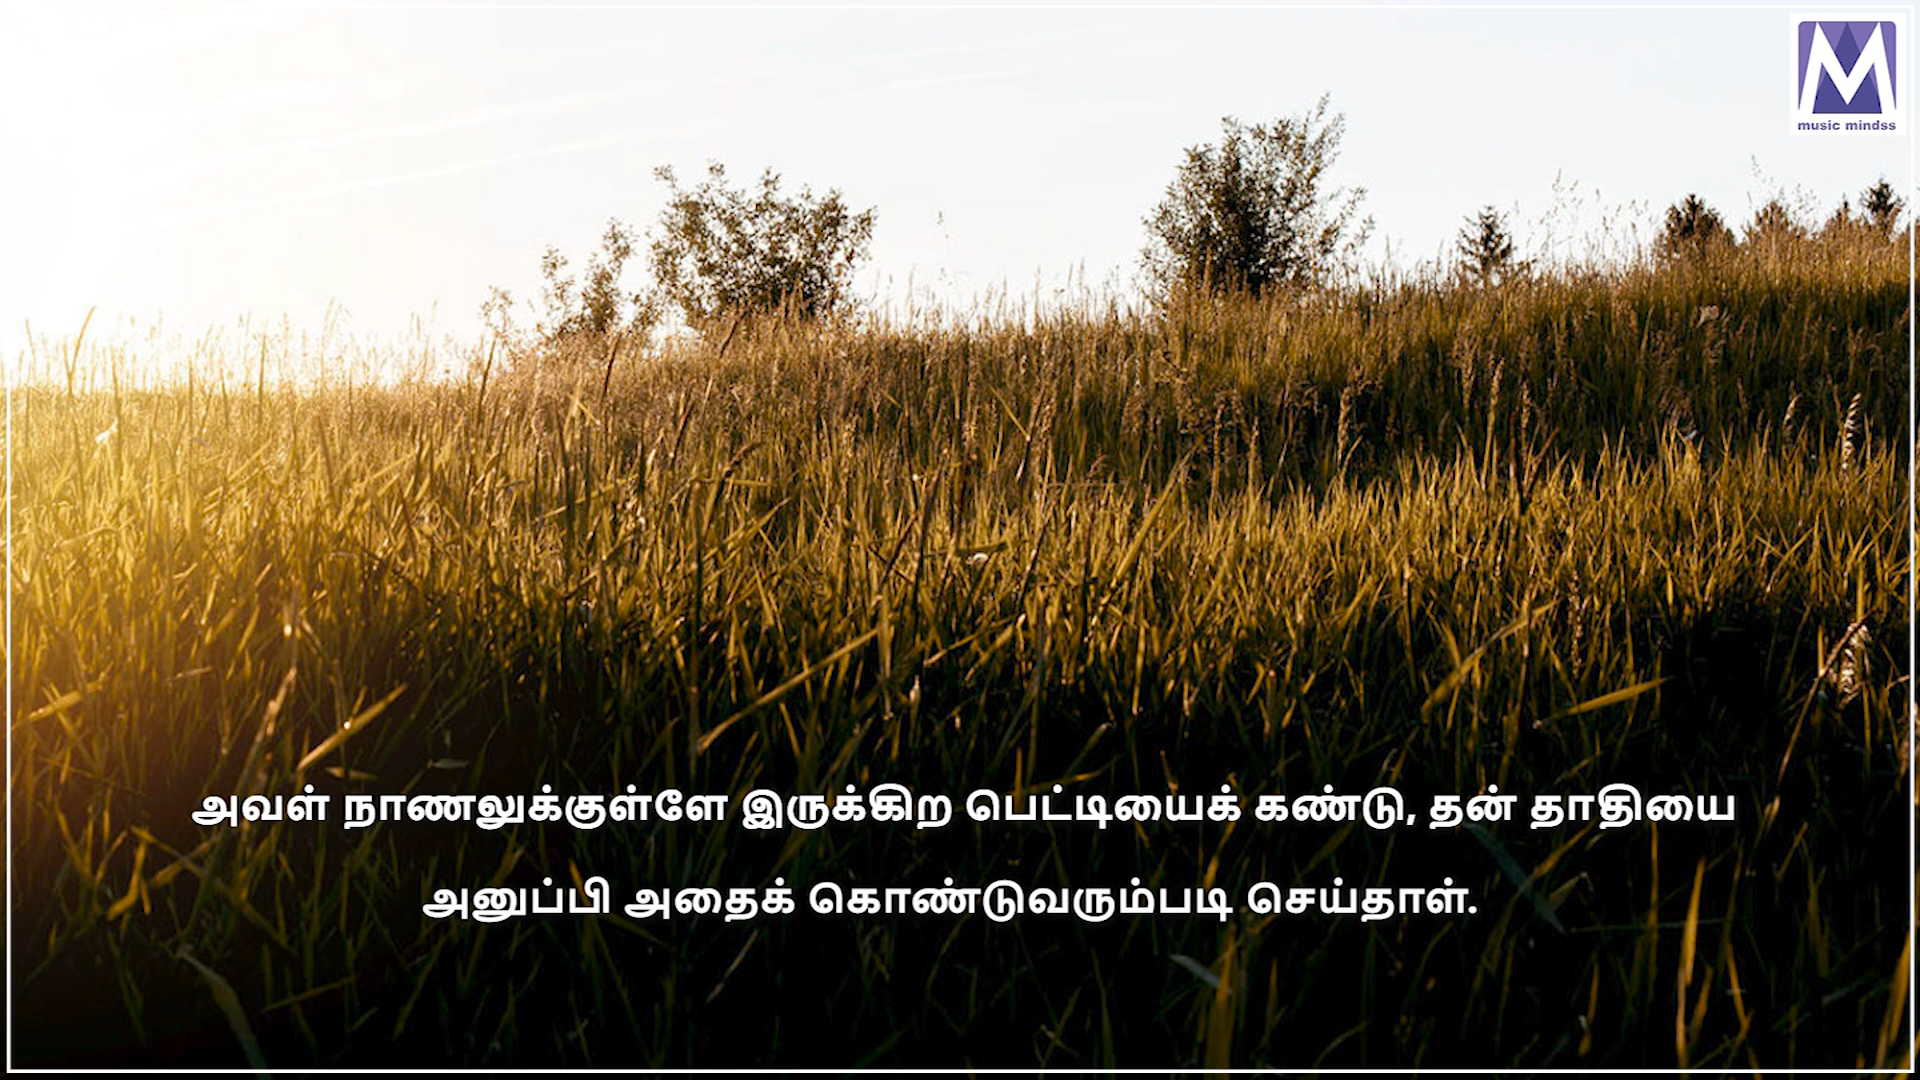 music mindss
அவள் நாணலுக்குள்ளே இருக்கிற பெட்டியைக் கண்டு, தன் தாதியை
அனுப்பி அதைக் கொண்டுவரும்படி செய்தாள்.